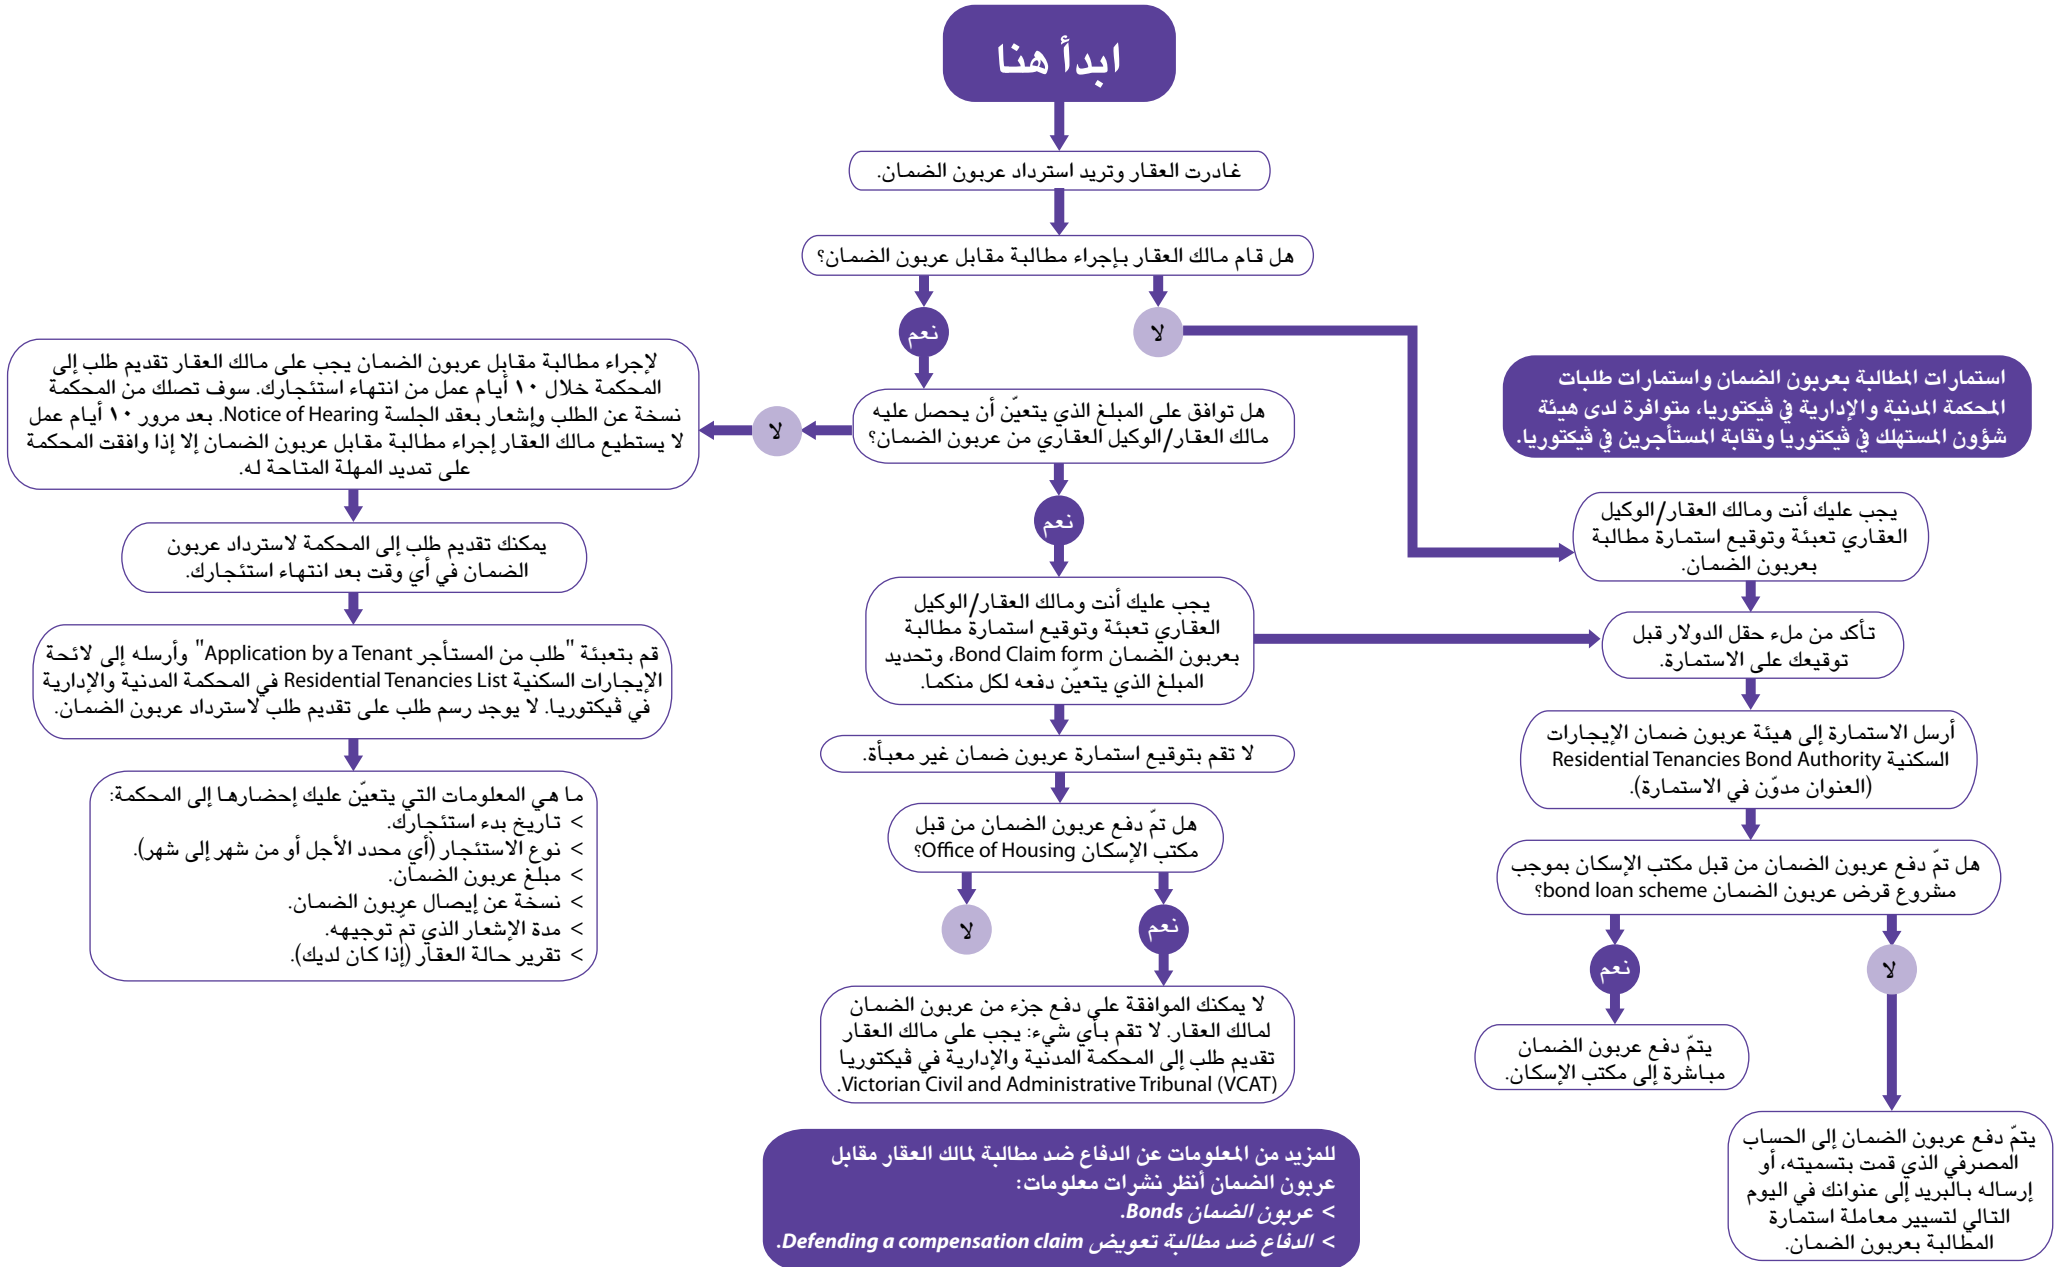 ابدأ هنا
غادرت العقار وتريد استرداد عربون الضمان.
هل قام مالك العقار بإجراء مطالبة مقابل عربون الضمان؟
نعم
لا
هل توافق على المبلغ الذي يتعيّن أن يحصل عليه
مالك العقار/الوكيل العقاري من عربون الضمان؟
لا
نعم
لإجراء مطالبة مقابل عربون الضمان يجب على مالك العقار تقديم طلب إلى
المحكمة خلال ١٠ أيام عمل من انتهاء استئجارك. سوف تصلك من المحكمة
نسخة عن الطلب وإشعار بعقد الجلسة Notice of Hearing. بعد مرور ١٠ أيام عمل
لا يستطيع مالك العقار إجراء مطالبة مقابل عربون الضمان إلا إذا وافقت المحكمة
على تمديد المهلة المتاحة له.
يمكنك تقديم طلب إلى المحكمة لاسترداد عربون
الضمان في أي وقت بعد انتهاء استئجارك.
قم بتعبئة "طلب من المستأجر Application by a Tenant" وأرسله إلى لائحة
الإيجارات السكنية Residential Tenancies List في المحكمة المدنية والإدارية
في ڤيكتوريا. لا يوجد رسم طلب على تقديم طلب لاسترداد عربون الضمان.
ما هي المعلومات التي يتعيّن عليك إحضارها إلى المحكمة:
> تاريخ بدء استئجارك.
> نوع الاستئجار (أي محدد الأجل أو من شهر إلى شهر).
> مبلغ عربون الضمان.
> نسخة عن إيصال عربون الضمان.
> مدة الإشعار الذي تمّ توجيهه.
> تقرير حالة العقار (إذا كان لديك).
يجب عليك أنت ومالك العقار/الوكيل
العقاري تعبئة وتوقيع استمارة مطالبة
بعربون الضمان Bond Claim form، وتحديد
المبلغ الذي يتعيّن دفعه لكل منكما.
لا تقم بتوقيع استمارة عربون ضمان غير معبأة.
هل تمّ دفع عربون الضمان من قبل
مكتب الإسكان Office of Housing؟
لا
نعم
لا يمكنك الموافقة على دفع جزء من عربون الضمان
لمالك العقار. لا تقم بأي شيء: يجب على مالك العقار
تقديم طلب إلى المحكمة المدنية والإدارية في ڤيكتوريا
Victorian Civil and Administrative Tribunal (VCAT).
للمزيد من المعلومات عن الدفاع ضد مطالبة لمالك العقار مقابل
عربون الضمان أنظر نشرات معلومات:
> عربون الضمان Bonds.
> الدفاع ضد مطالبة تعويض Defending a compensation claim.
استمارات المطالبة بعربون الضمان واستمارات طلبات
المحكمة المدنية والإدارية في ڤيكتوريا، متوافرة لدى هيئة
شؤون المستهلك في ڤيكتوريا ونقابة المستأجرين في ڤيكتوريا.
يجب عليك أنت ومالك العقار/الوكيل
العقاري تعبئة وتوقيع استمارة مطالبة
بعربون الضمان.
تأكد من ملء حقل الدولار قبل
توقيعك على الاستمارة.
أرسل الاستمارة إلى هيئة عربون ضمان الإيجارات
السكنية Residential Tenancies Bond Authority
(العنوان مدوّن في الاستمارة).
هل تمّ دفع عربون الضمان من قبل مكتب الإسكان بموجب
مشروع قرض عربون الضمان bond loan scheme؟
نعم
لا
يتمّ دفع عربون الضمان
مباشرة إلى مكتب الإسكان.
يتمّ دفع عربون الضمان إلى الحساب
المصرفي الذي قمت بتسميته، أو
إرساله بالبريد إلى عنوانك في اليوم
التالي لتسيير معاملة استمارة
المطالبة بعربون الضمان.